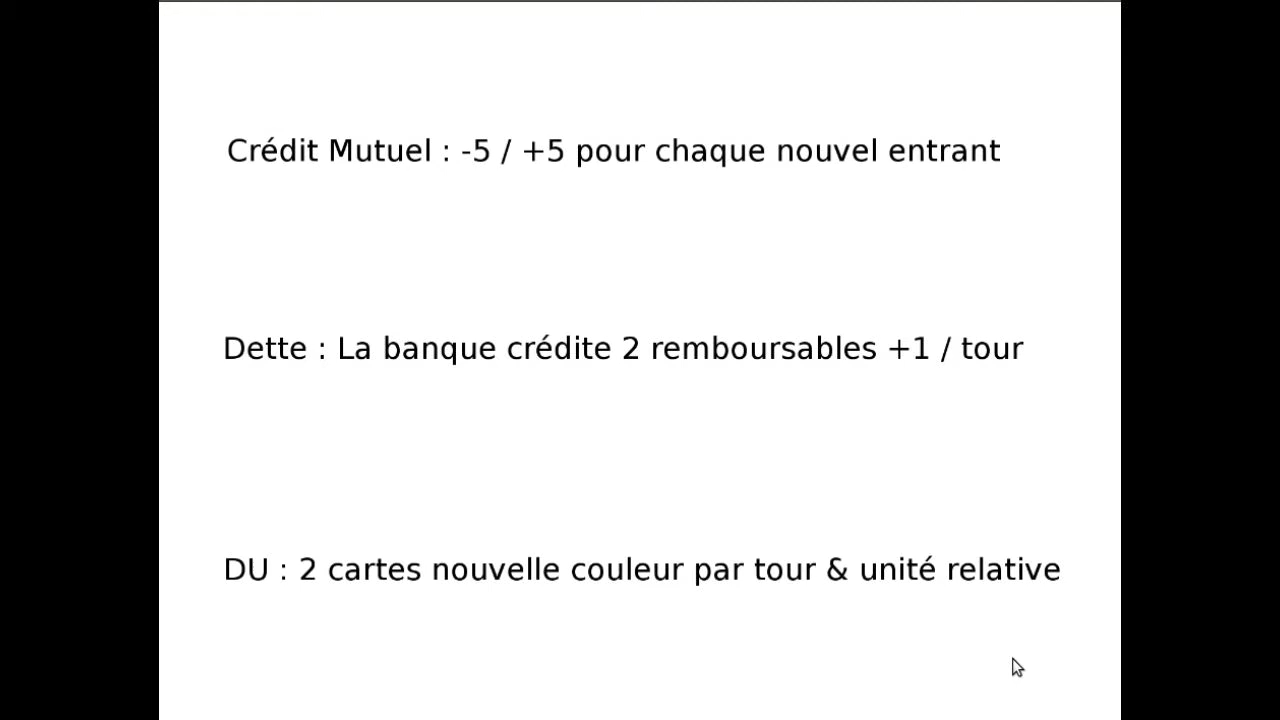 Crédit Mutuel : -5 / +5 pour chaque nouvel entrant
Dette : La banque crédite 2 remboursables +1 / tour
DU : 2 cartes nouvelle couleur par tour & unité relative